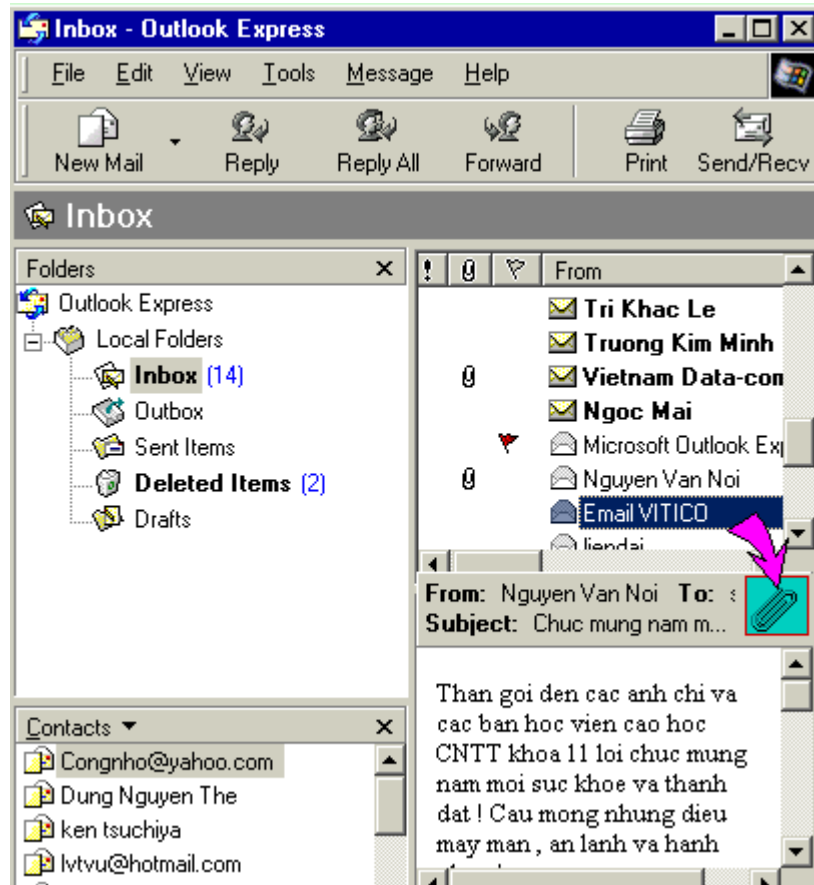 Inbox - Outlook Express
File Edit View Tools Message Help
New Mail Reply Reply All Forward Print Send/Recv
Inbox
Folders
Outlook Express
Local Folders
Inbox (14)
Outbox
Sent Items
Deleted Items (2)
Drafts
Contacts
Congnho@yahoo.com
Dung Nguyen The
ken tsuchiya
lvtvu@hotmail.com
! From
Tri Khac Le
Truong Kim Minh
Vietnam Data-com
Ngoc Mai
Microsoft Outlook Exp
Nguyen Van Noi
Email VITICO
liendai
From: Nguyen Van Noi To:
Subject: Chuc mung nam m...
Than goi den cac anh chi va
cac ban hoc vien cao hoc
CNTT khoa 11 loi chuc mung
nam moi suc khoe va thanh
dat ! Cau mong nhung dieu
may man , an lanh va hanh